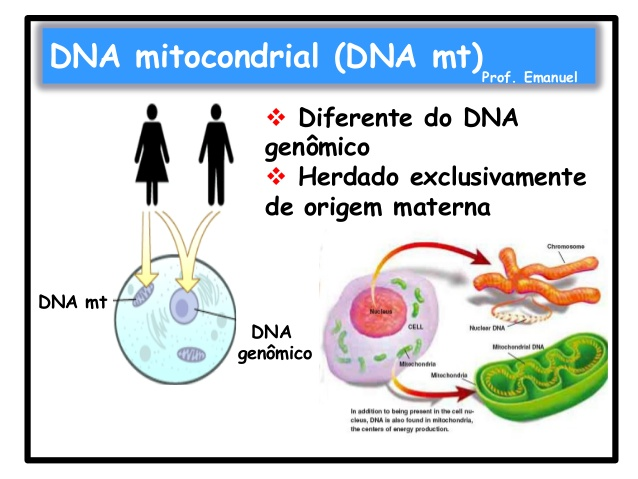 DNA mitocondrial (DNA mt)
Prof. Emanuel
❖ Diferente do DNA
genômico
❖ Herdado exclusivamente
de origem materna
DNA mt
DNA
genômico
Chromosome
Nucleus
CELL
Nuclear DNA
Mitochondrial DNA
Mitochondria
Mitochondria
In addition to being present in the cell nu-
cleus, DNA is also found in mitochondria,
the centers of energy production.